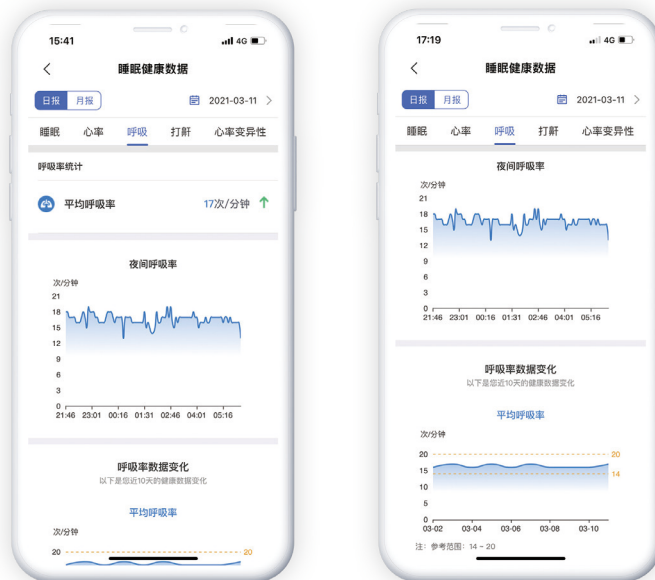 15:41
4G
睡眠健康数据
日报 月报
2021-03-11
睡眠 心率 呼吸 打鼾 心率变异性
呼吸率统计
平均呼吸率 17次/分钟
夜间呼吸率
次/分钟
21
18
15
12
9
6
3
0
21:46 23:01 00:16 01:31 02:46 04:01 05:16
呼吸率数据变化
以下是您近10天的健康数据变化
平均呼吸率
次/分钟
20 20
17:19
4G
睡眠健康数据
日报 月报
2021-03-11
睡眠 心率 呼吸 打鼾 心率变异性
夜间呼吸率
次/分钟
21
18
15
12
9
6
3
0
21:46 23:01 00:16 01:31 02:46 04:01 05:16
呼吸率数据变化
以下是您近10天的健康数据变化
平均呼吸率
次/分钟
20 20
15 14
10
5
0
03-02 03-04 03-06 03-08 03-10
注: 参考范围: 14 - 20